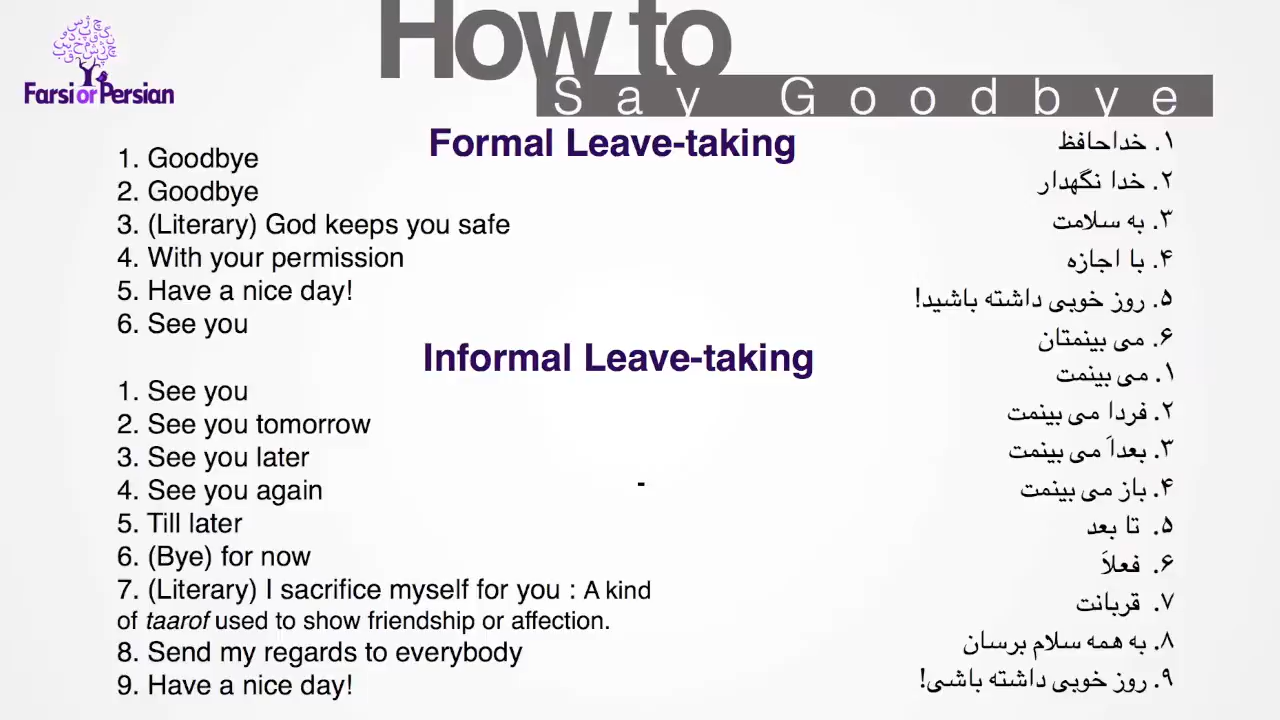 How to
Say Goodbye
Farsi or Persian
Formal Leave-taking
1. Goodbye
2. Goodbye
3. (Literary) God keeps you safe
4. With your permission
5. Have a nice day!
6. See you
۱. خداحافظ
۲. خدا نگهدار
۳. به سلامت
۴. با اجازه
۵. روز خوبی داشته باشید!
۶. می بینمتان
Informal Leave-taking
1. See you
2. See you tomorrow
3. See you later
4. See you again
5. Till later
6. (Bye) for now
7. (Literary) I sacrifice myself for you : A kind
of taarof used to show friendship or affection.
8. Send my regards to everybody
9. Have a nice day!
-
۱. می بینمت
۲. فردا می بینمت
۳. بعداَ می بینمت
۴. باز می بینمت
۵. تا بعد
۶. فعلاَ
۷. قربانت
۸. به همه سلام برسان
۹. روز خوبی داشته باشی!